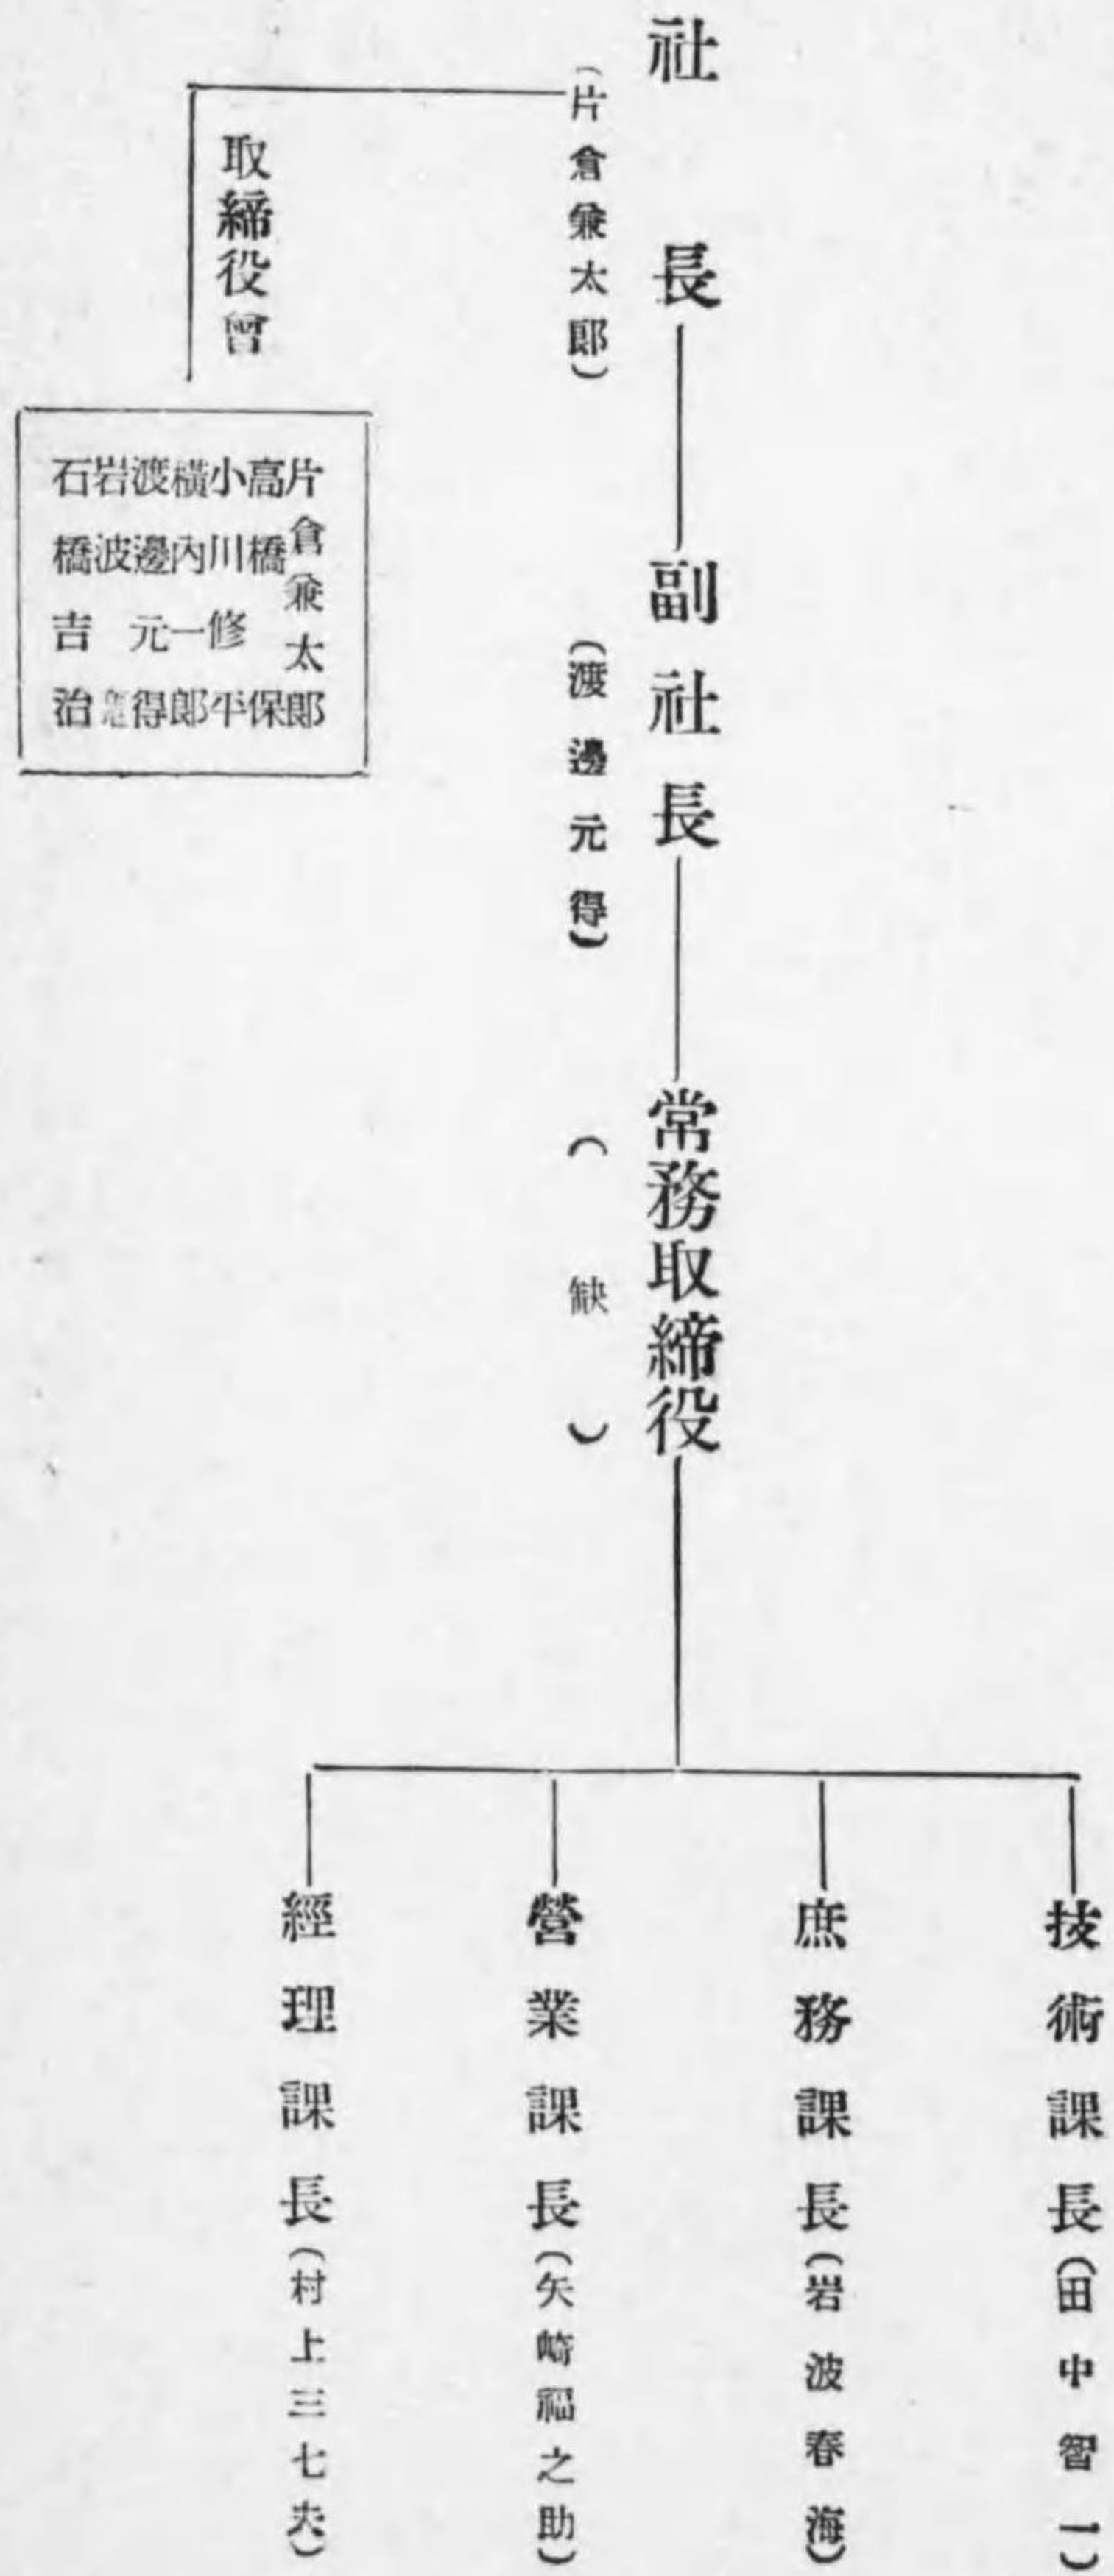 社長
(片倉兼太郎)
副社長
(渡邊元得)
常務取締役
(缺)
技術課長(田中智一)
庶務課長(岩波春海)
營業課長(矢崎福之助)
經理課長(村上三七夫)
取締役會
片倉兼太郎
高橋保
小川修平
横内一郎
渡邊元得
岩波
石橋吉治